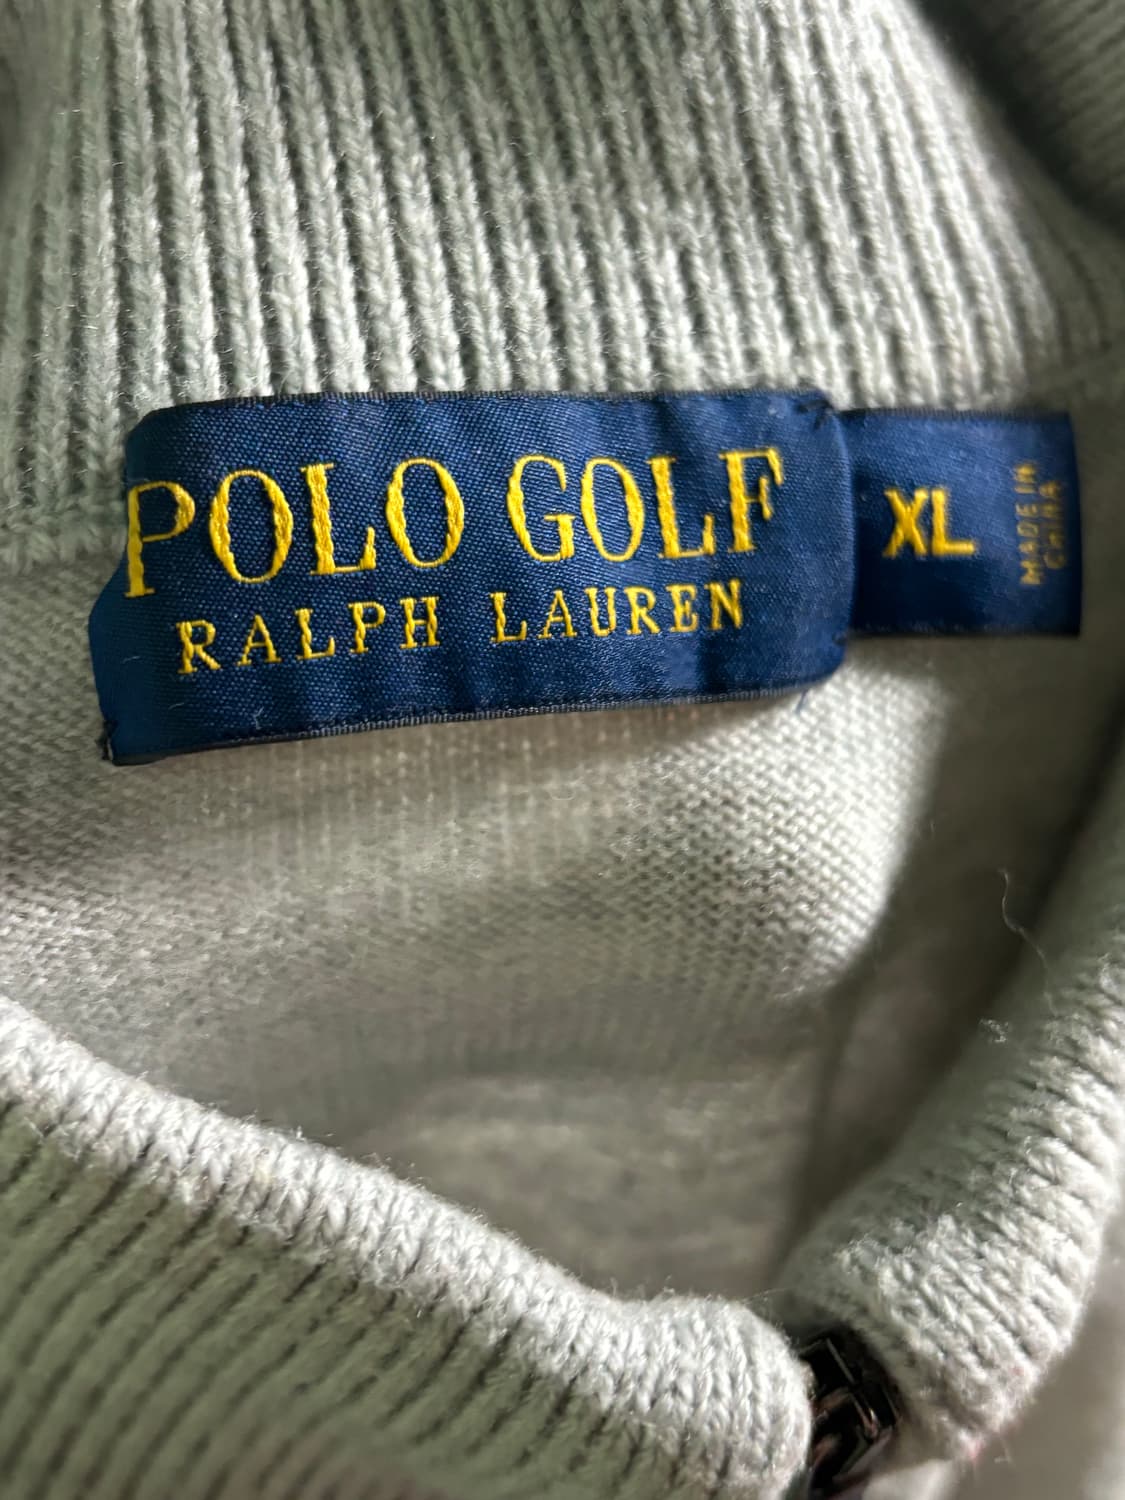 POLO GOLF
RALPH LAUREN
XL
MADE IN
CHINA